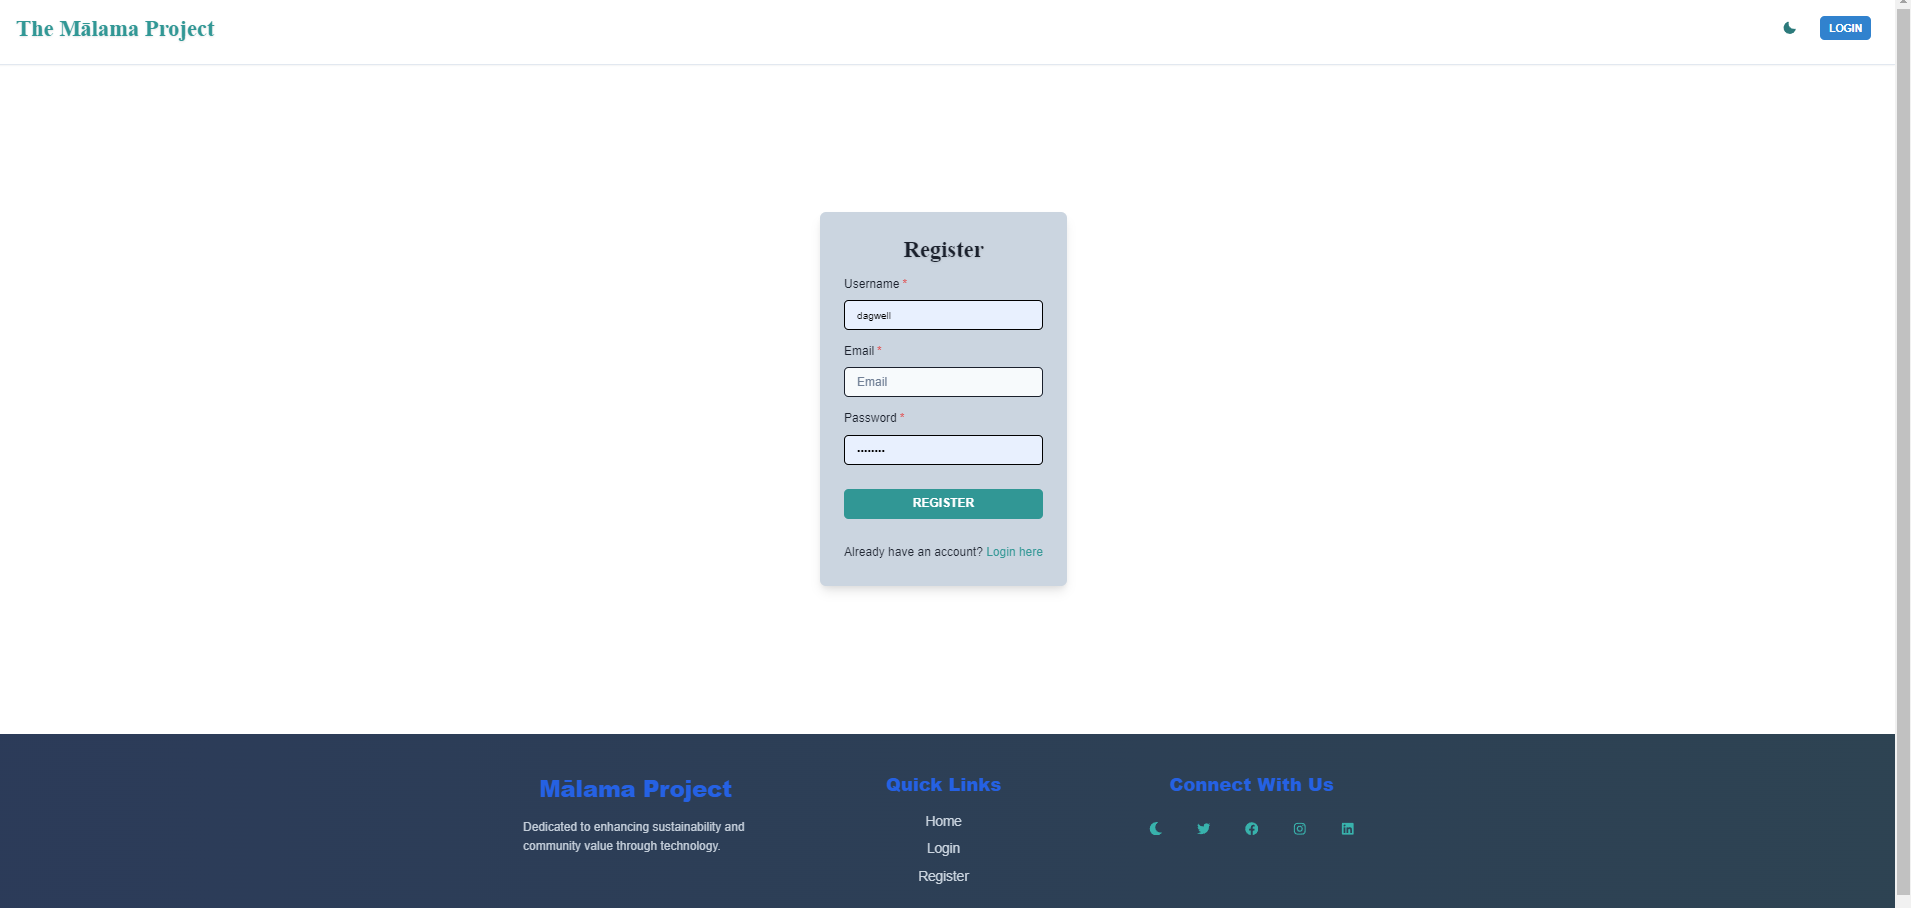 The Mālama Project
LOGIN
Register
Username *
dagwell
Email *
Email
Password *
••••••••
REGISTER
Already have an account? Login here
Mālama Project
Dedicated to enhancing sustainability and
community value through technology.
Quick Links
Home
Login
Register
Connect With Us